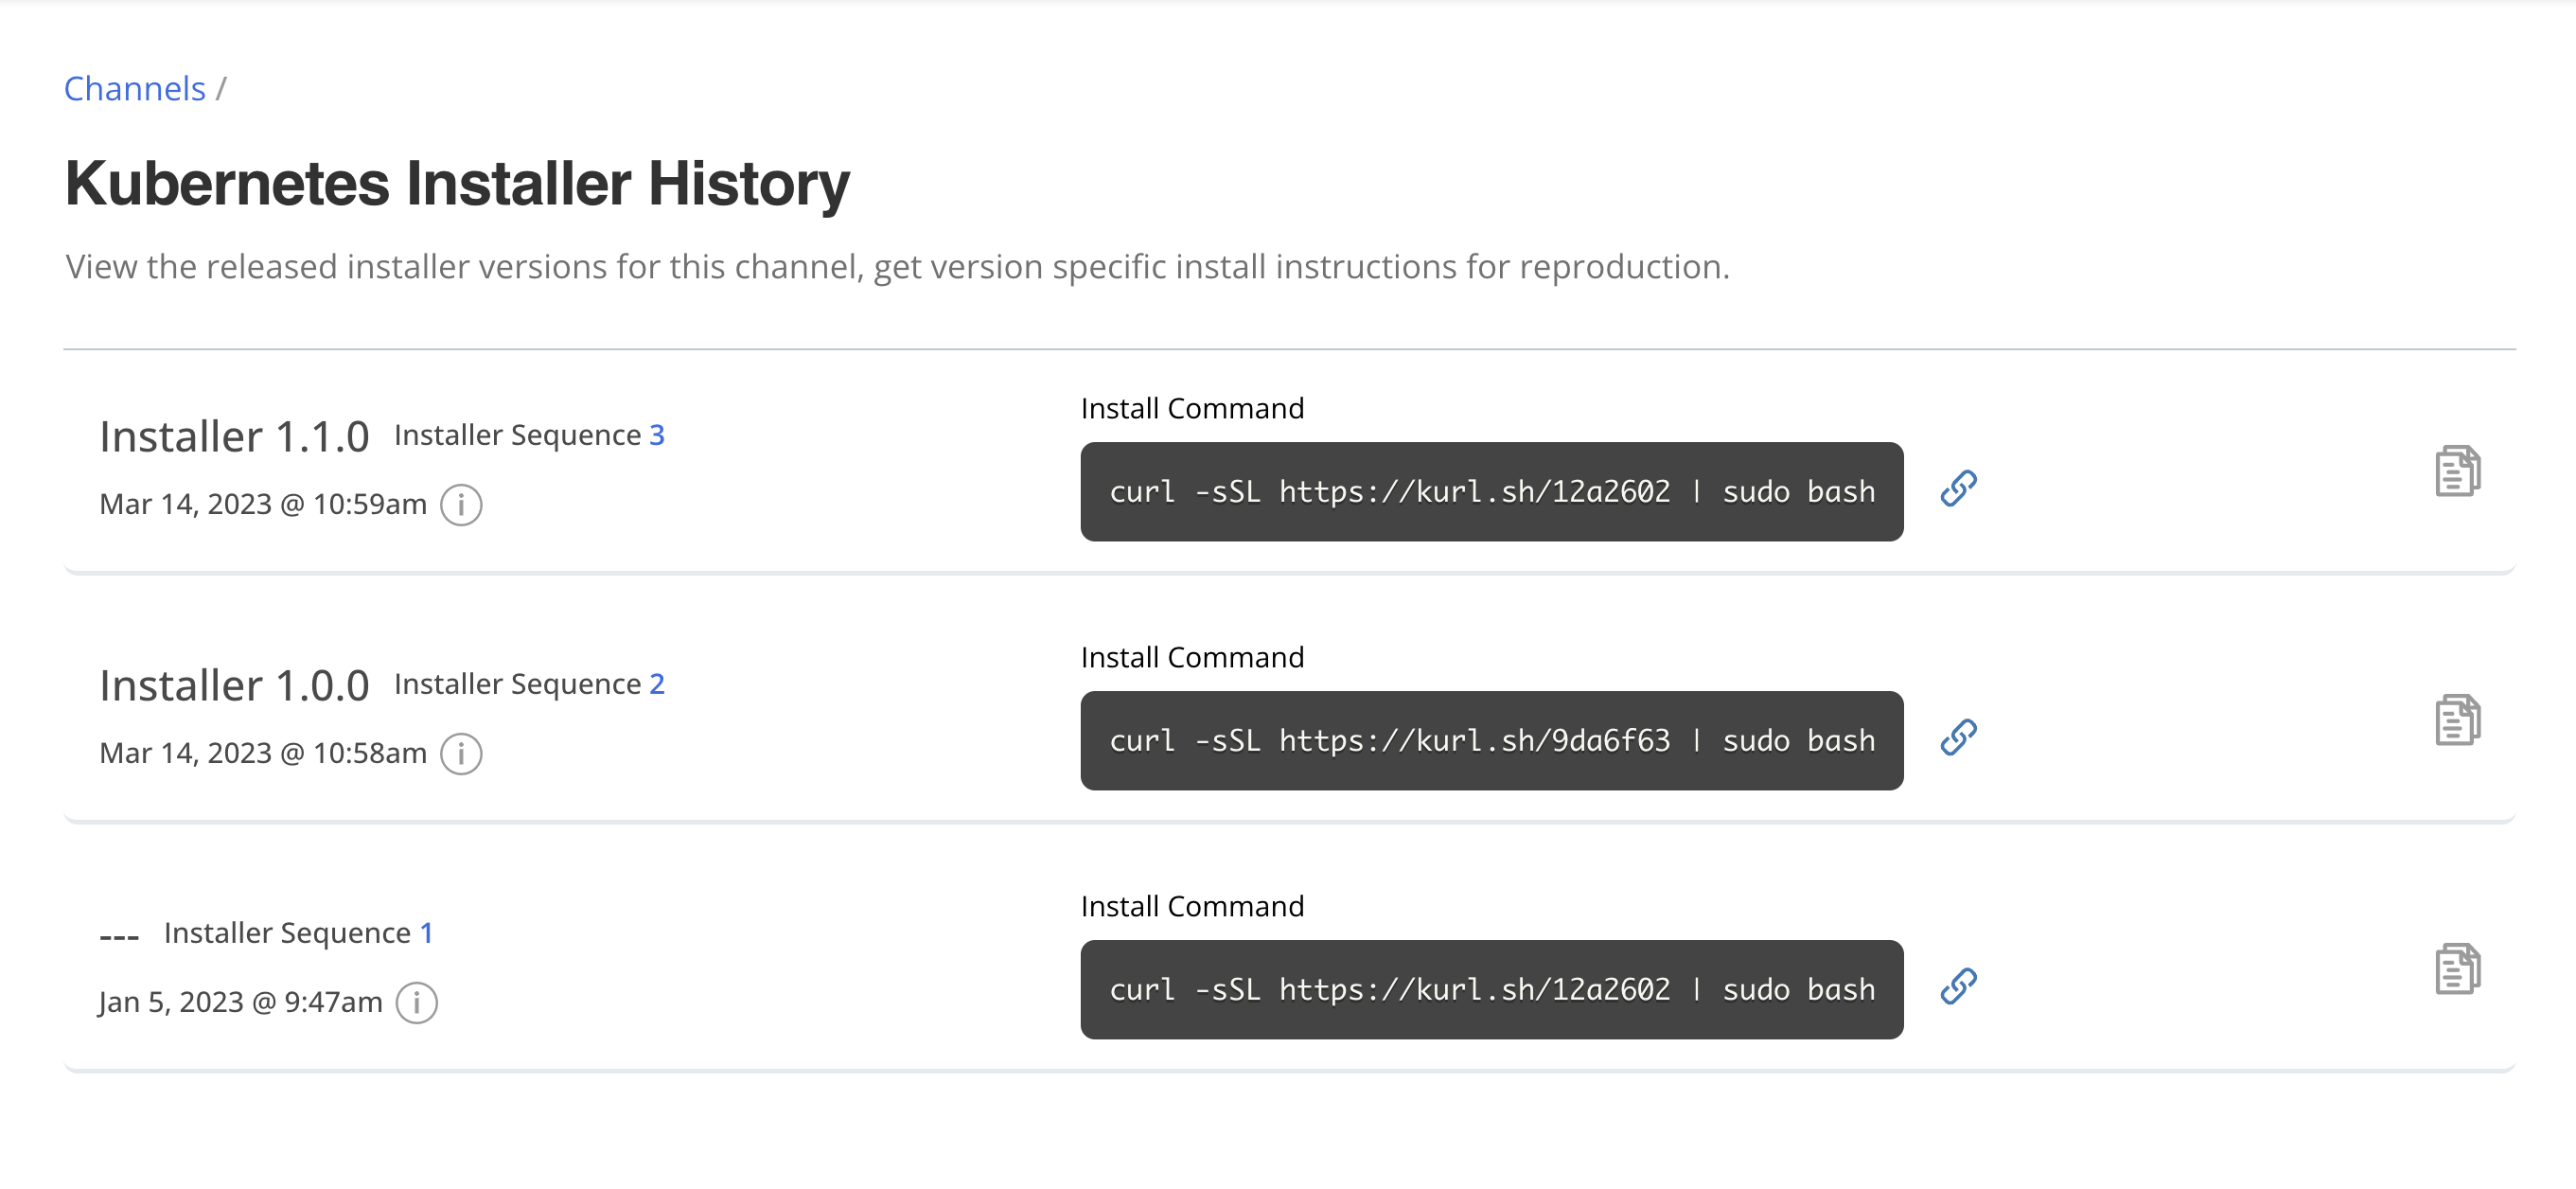 Channels /
Kubernetes Installer History
View the released installer versions for this channel, get version specific install instructions for reproduction.
Installer 1.1.0 Installer Sequence 3
Mar 14, 2023 @ 10:59am
Install Command
curl -sSL https://kurl.sh/12a2602 | sudo bash
Installer 1.0.0 Installer Sequence 2
Mar 14, 2023 @ 10:58am
Install Command
curl -sSL https://kurl.sh/9da6f63 | sudo bash
--- Installer Sequence 1
Jan 5, 2023 @ 9:47am
Install Command
curl -sSL https://kurl.sh/12a2602 | sudo bash